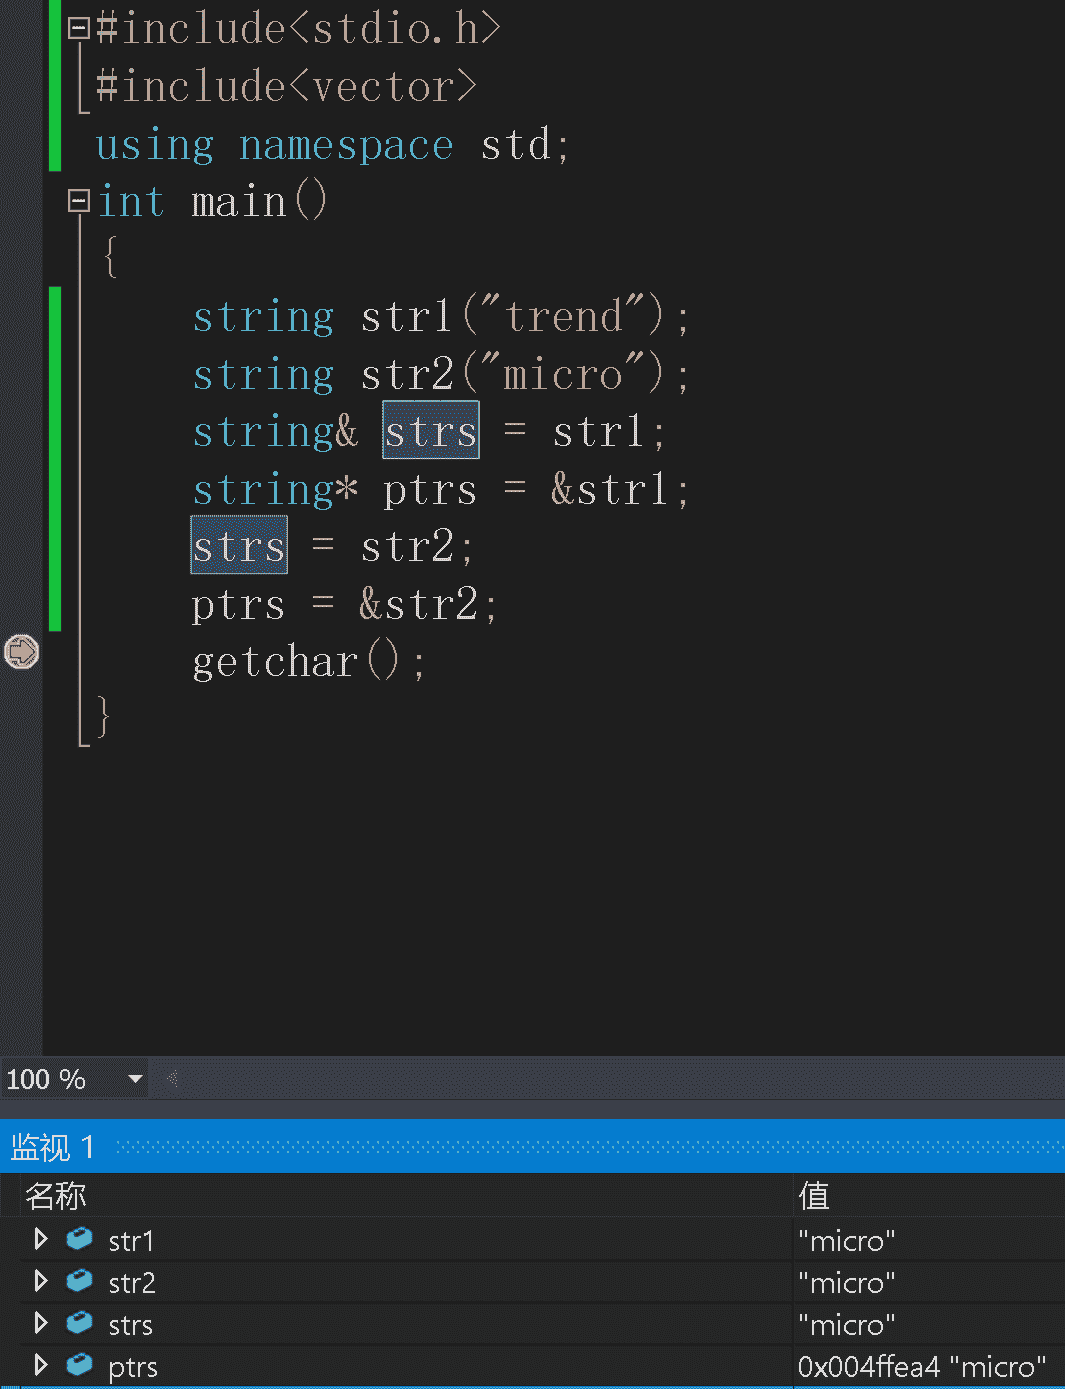 #include<stdio.h>
#include<vector>
using namespace std;
int main()
{
string str1("trend");
string str2("micro");
string& strs = str1;
string* ptrs = &str1;
strs = str2;
ptrs = &str2;
getchar();
}
100 %
监视 1
名称 值
str1 "micro"
str2 "micro"
strs "micro"
ptrs 0x004ffea4 "micro"